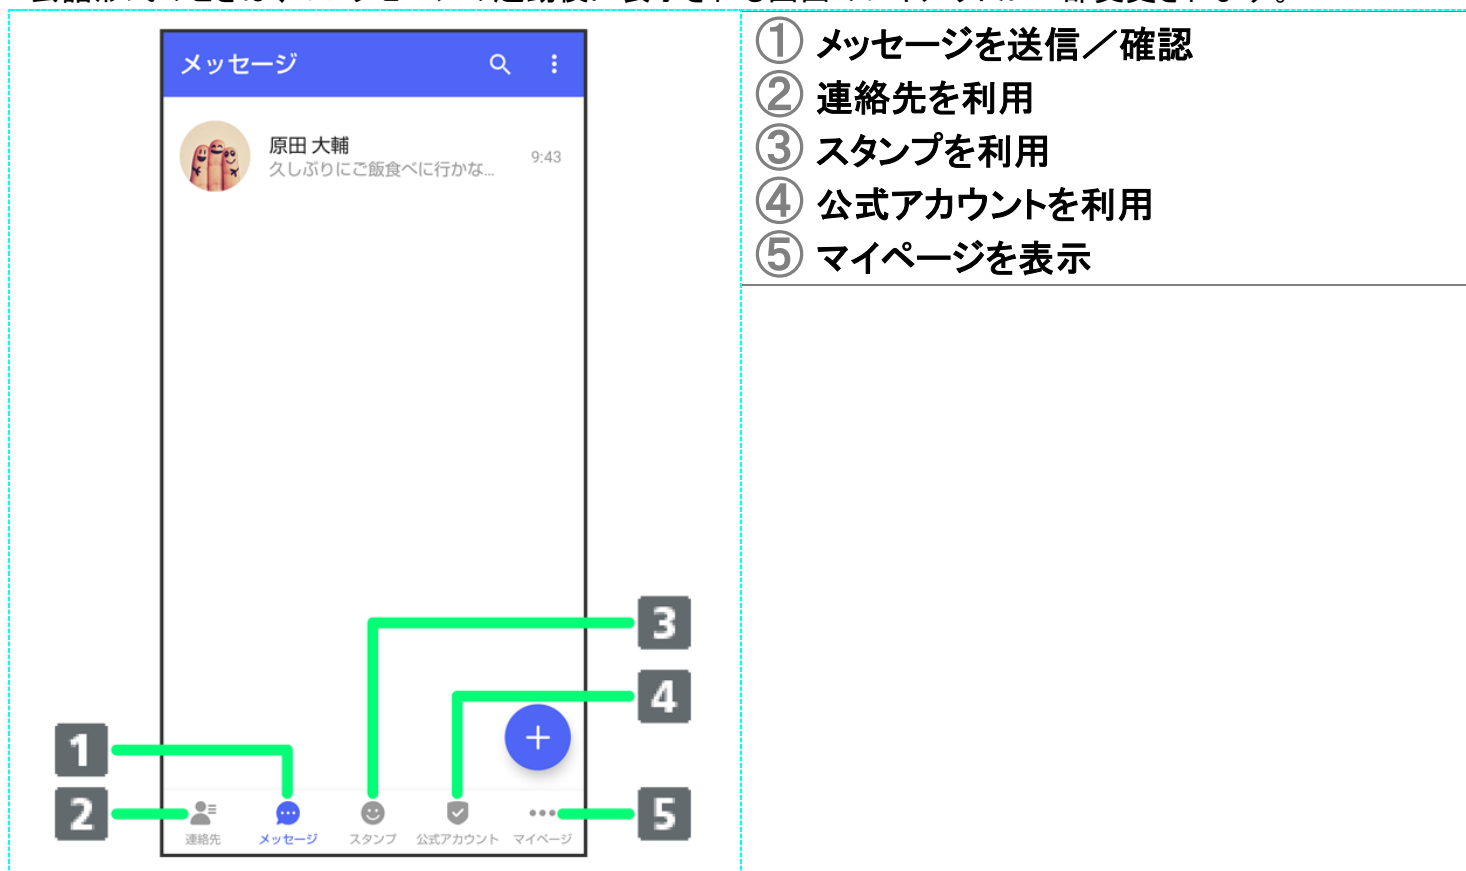 メッセージ
原田 大輔
久しぶりにご飯食べに行かな...
9:43
3
4
1
2
5
連絡先
メッセージ
スタンプ
公式アカウント
マイページ
① メッセージを送信／確認
② 連絡先を利用
③ スタンプを利用
④ 公式アカウントを利用
⑤ マイページを表示